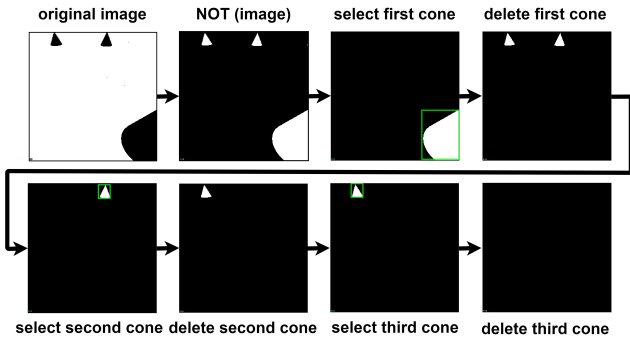 original image
NOT (image)
select first cone
delete first cone
select second cone
delete second cone
select third cone
delete third cone